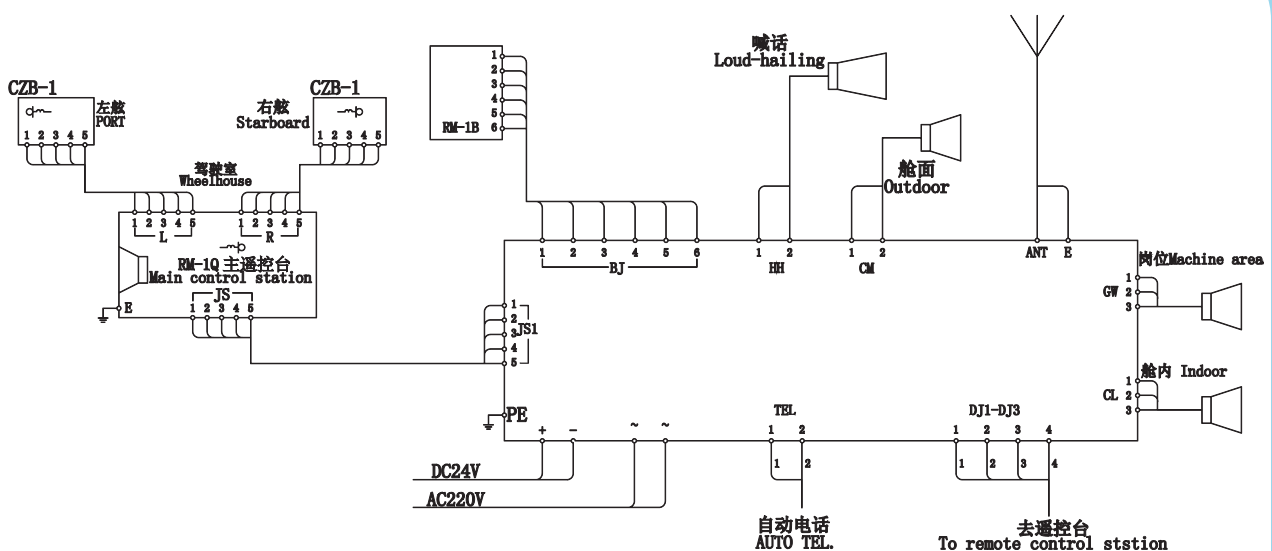 喊话
Loud-hailing
CZB-1
左舷
PORT
1 2 3 4 5
CZB-1
右舷
Starboard
1 2 3 4 5
1
2
3
4
5
6
RM-1B
舱面
Outdoor
驾驶室
Wheelhouse
1 2 3 4 5
L
1 2 3 4 5
R
RM-1Q 主遥控台
Main control station
JS
1 2 3 4 5
E
1 2 3 4 5 6
BJ
1 2
HH
1 2
CM
ANT E
岗位Machine area
GW
1
2
3
舱内 Indoor
CL
1
2
3
1
2
3
4
5
JS1
PE
+ - ~ ~
DC24V
AC220V
TEL
1 2
1 2
自动电话
AUTO TEL.
DJ1-DJ3
1 2 3 4
1 2 3 4
去遥控台
To remote control ststion